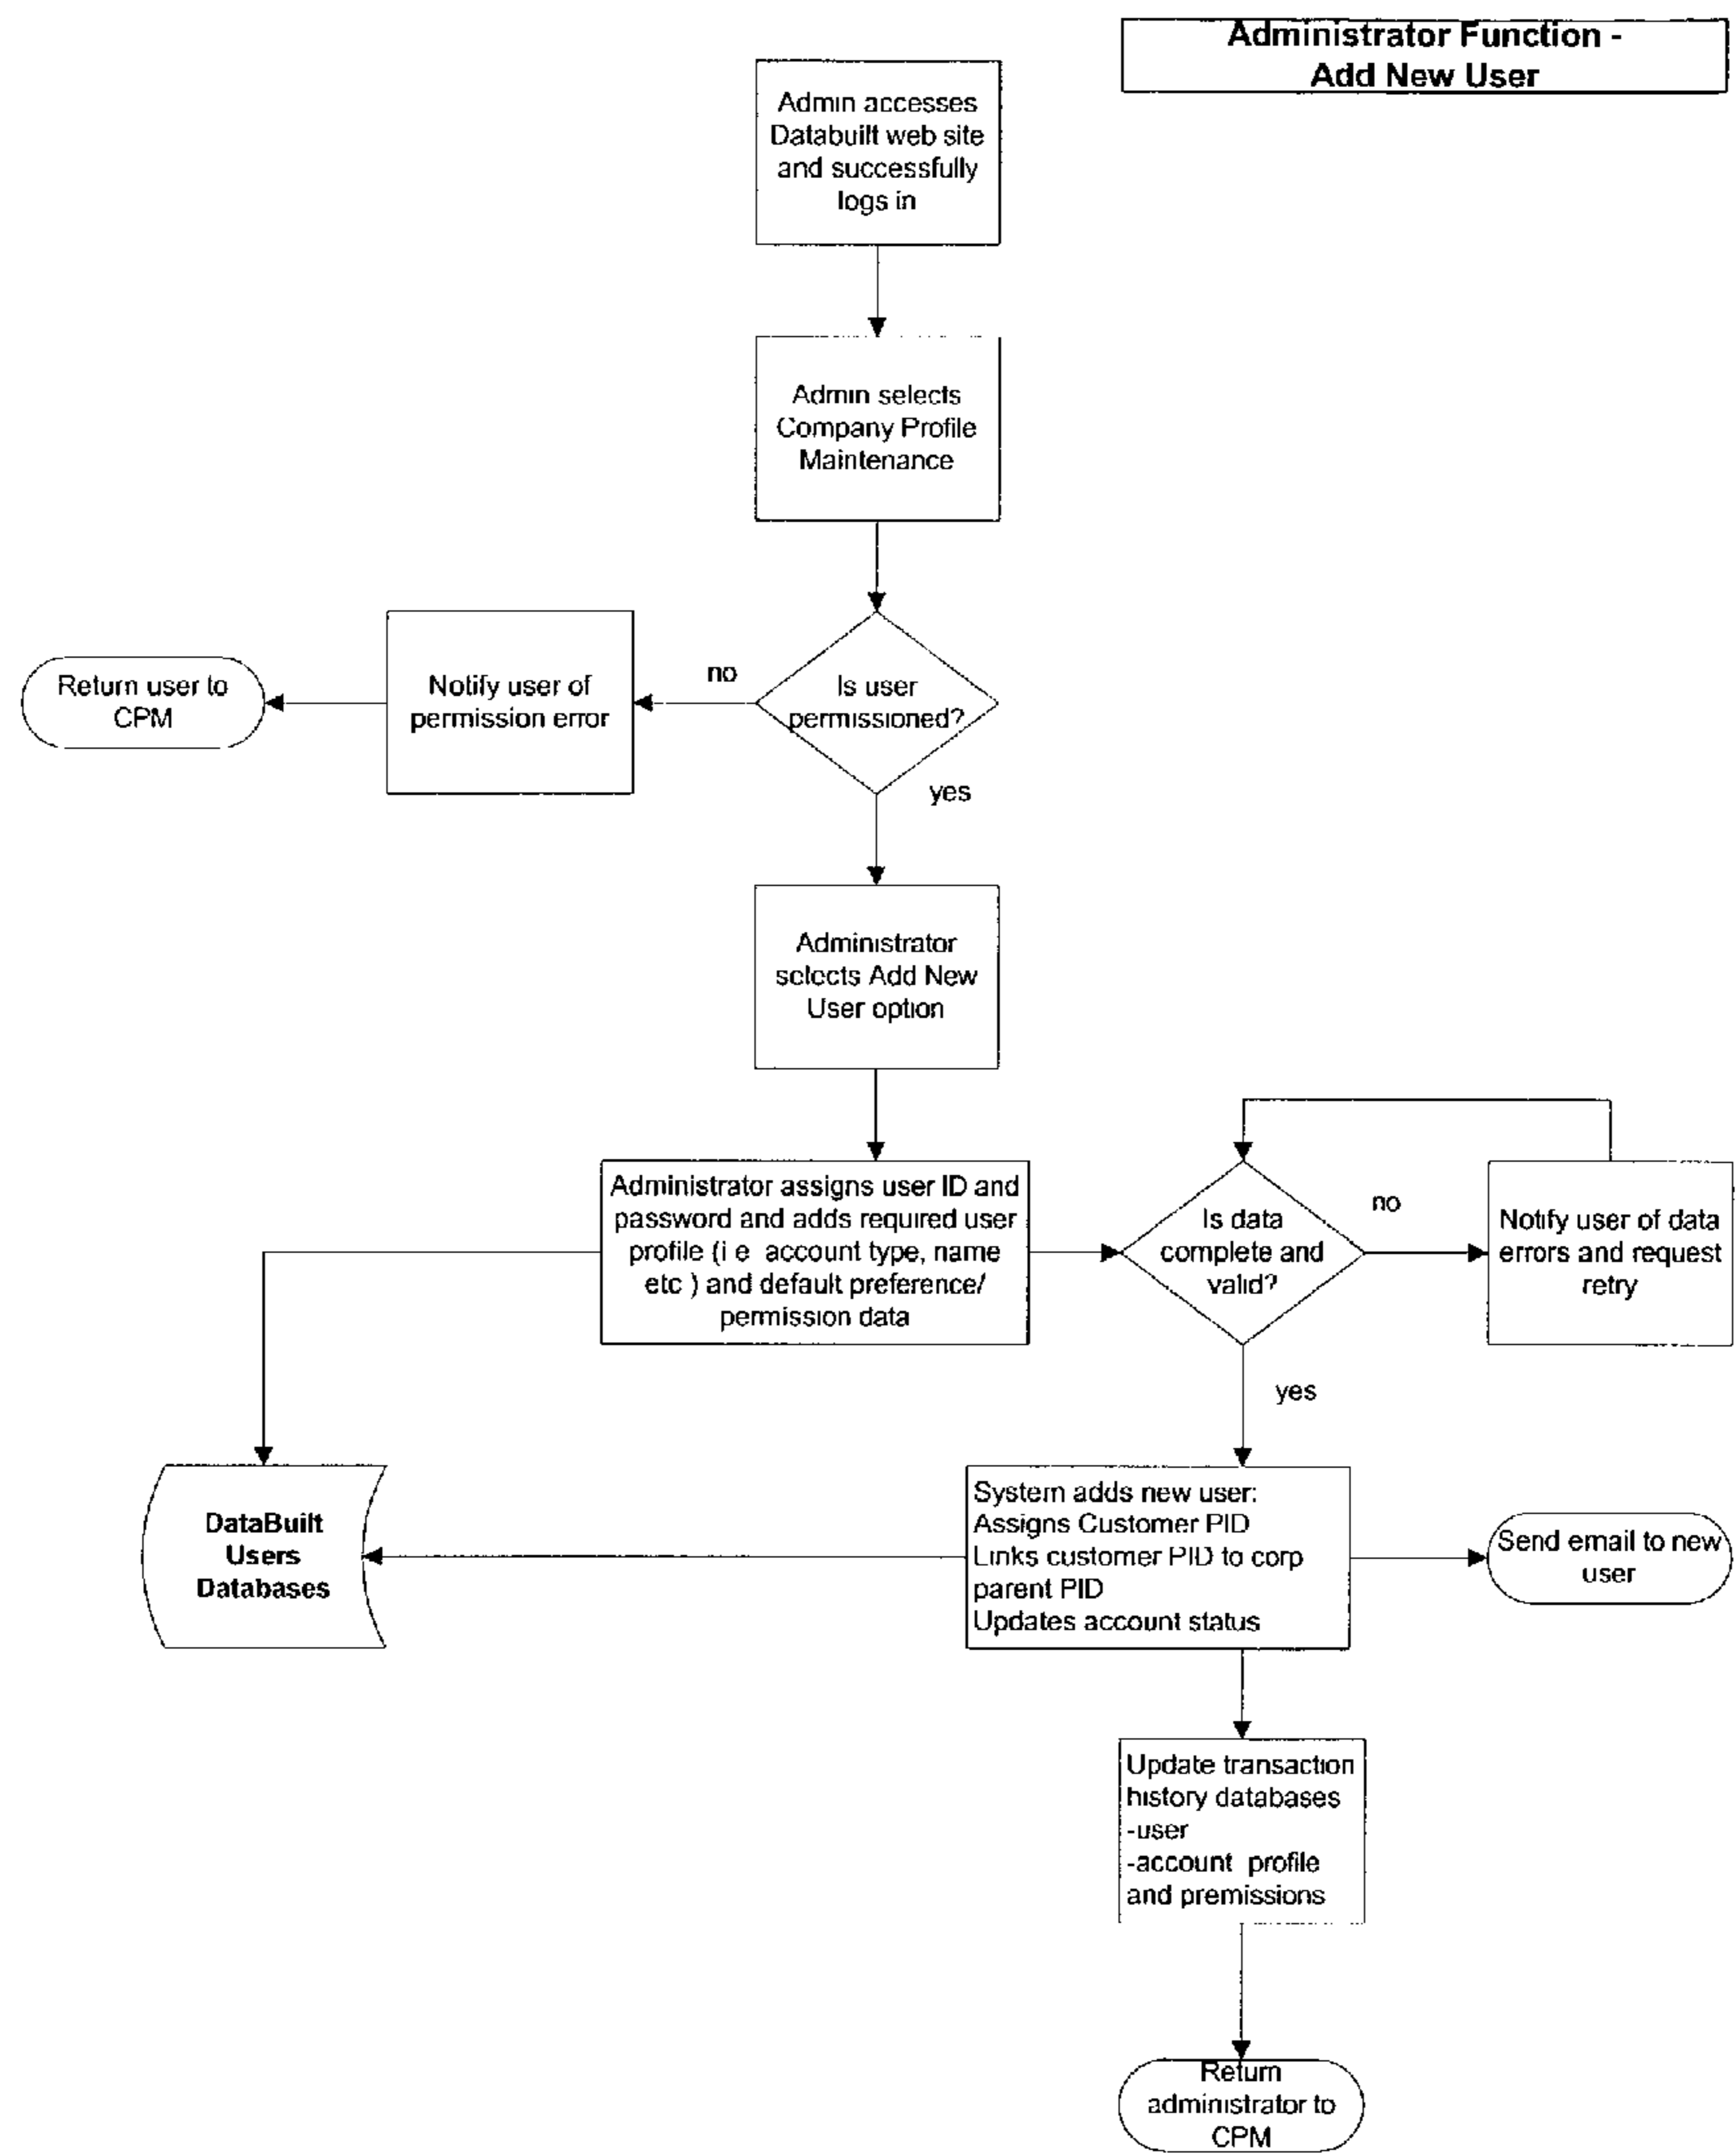 Administrator Function -
Add New User
Admin accesses
Databuilt web site
and successfully
logs in
Admin selects
Company Profile
Maintenance
Is user
permissioned?
no
yes
Notify user of
permission error
Return user to
CPM
Administrator
selects Add New
User option
Administrator assigns user ID and
password and adds required user
profile (i e account type, name
etc ) and default preference/
permission data
Is data
complete and
valid?
no
yes
Notify user of data
errors and request
retry
DataBuilt
Users
Databases
System adds new user:
Assigns Customer PID
Links customer PID to corp
parent PID
Updates account status
Send email to new
user
Update transaction
history databases
-user
-account profile
and premissions
Return
administrator to
CPM